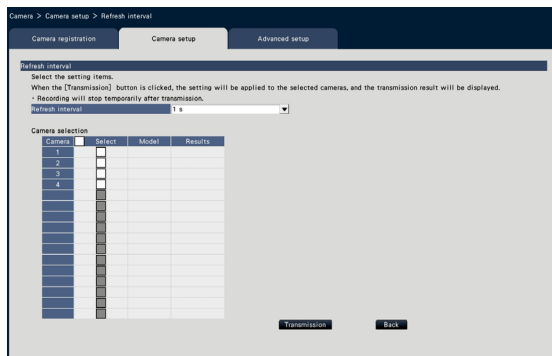 Camera > Camera setup > Refresh interval
Camera registration Camera setup Advanced setup
Refresh interval
Select the setting items.
When the [Transmission] button is clicked, the setting will be applied to the selected cameras, and the transmission result will be displayed.
・Recording will stop temporarily after transmission.
Refresh interval 1 s
Camera selection
Camera Select Model Results
1
2
3
4
Transmission Back